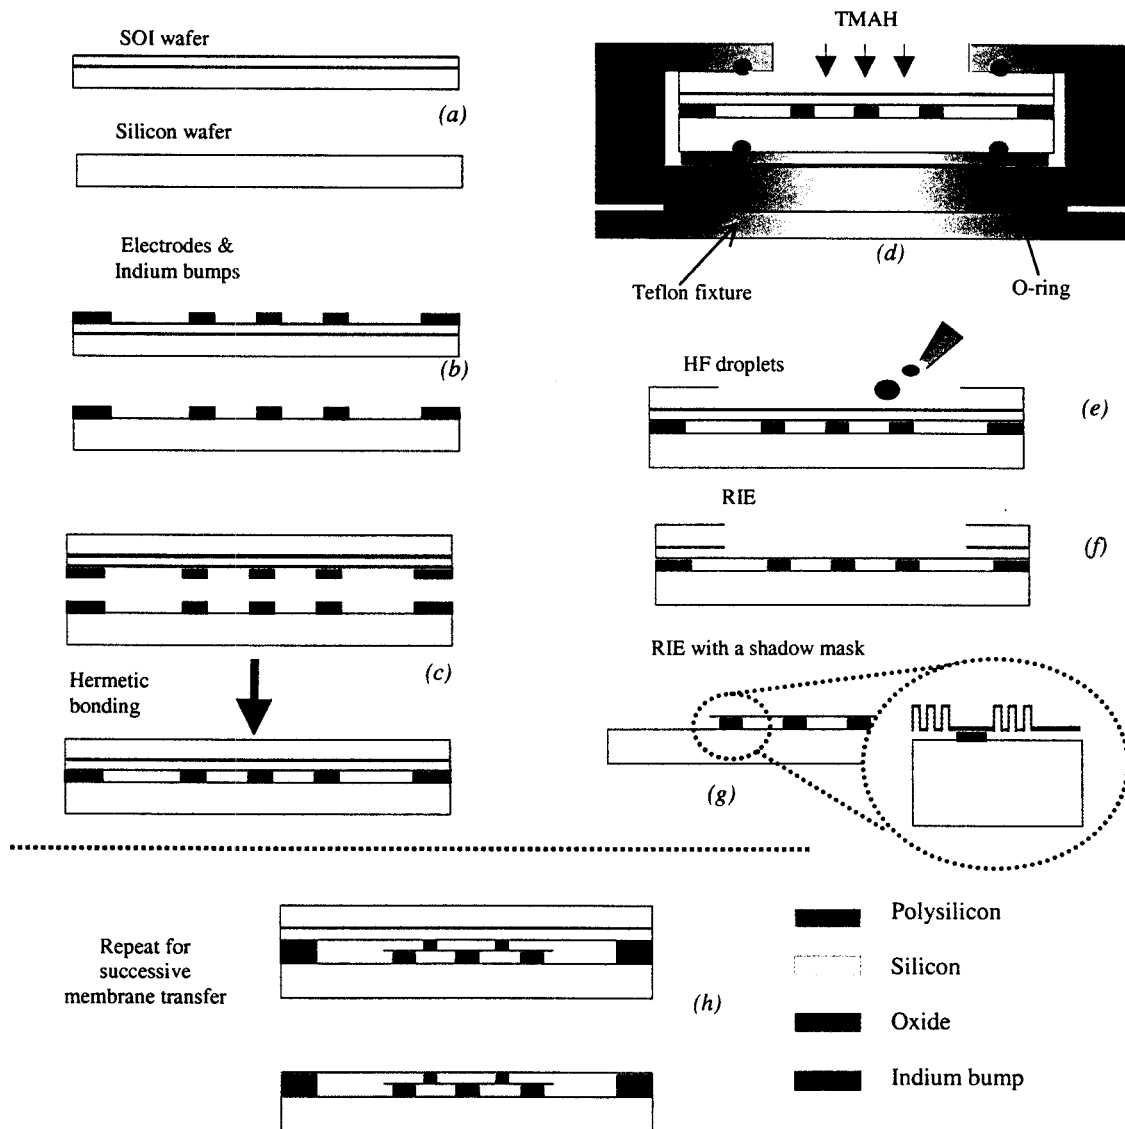 SOI wafer
(a)
Silicon wafer
Electrodes &
Indium bumps
(b)
(c)
Hermetic
bonding
TMAH
(d)
Teflon fixture
O-ring
HF droplets
(e)
RIE
(f)
RIE with a shadow mask
(g)
Repeat for
successive
membrane transfer
(h)
Polysilicon
Silicon
Oxide
Indium bump